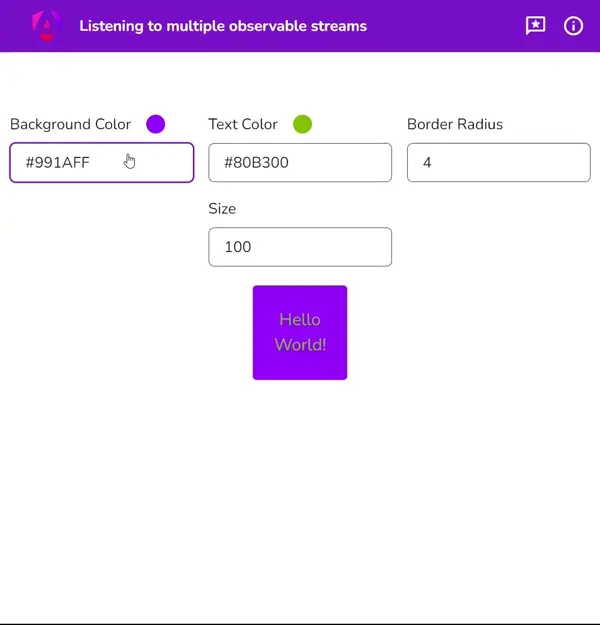 Listening to multiple observable streams
Background Color
Text Color
Border Radius
#991AFF
#80B300
4
Size
100
Hello
World!